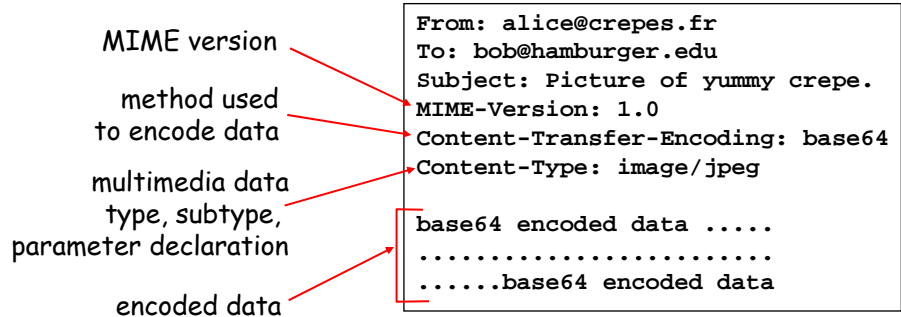 MIME version
method used
to encode data
multimedia data
type, subtype,
parameter declaration
encoded data
From: alice@crepes.fr
To: bob@hamburger.edu
Subject: Picture of yummy crepe.
MIME-Version: 1.0
Content-Transfer-Encoding: base64
Content-Type: image/jpeg
base64 encoded data .....
.........................
......base64 encoded data